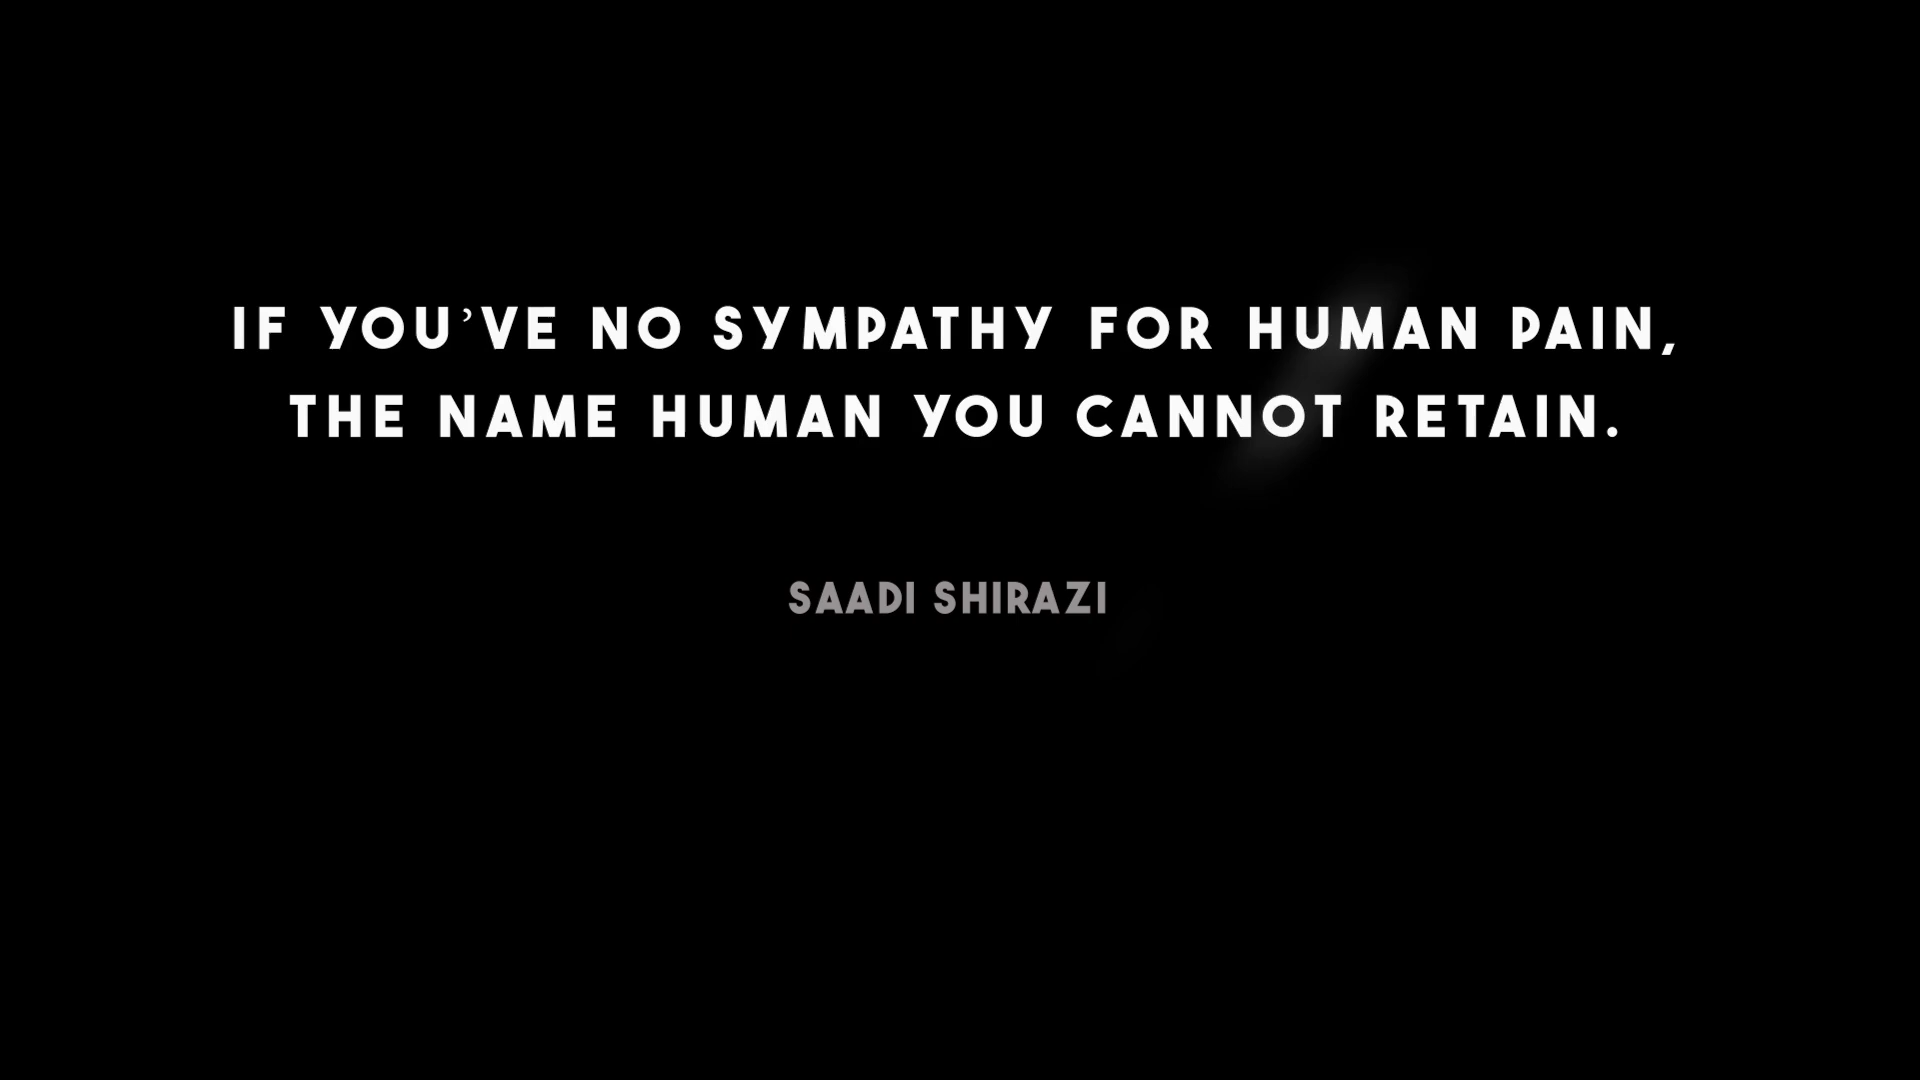 IF YOU’VE NO SYMPATHY FOR HUMAN PAIN,
THE NAME HUMAN YOU CANNOT RETAIN.
SAADI SHIRAZI